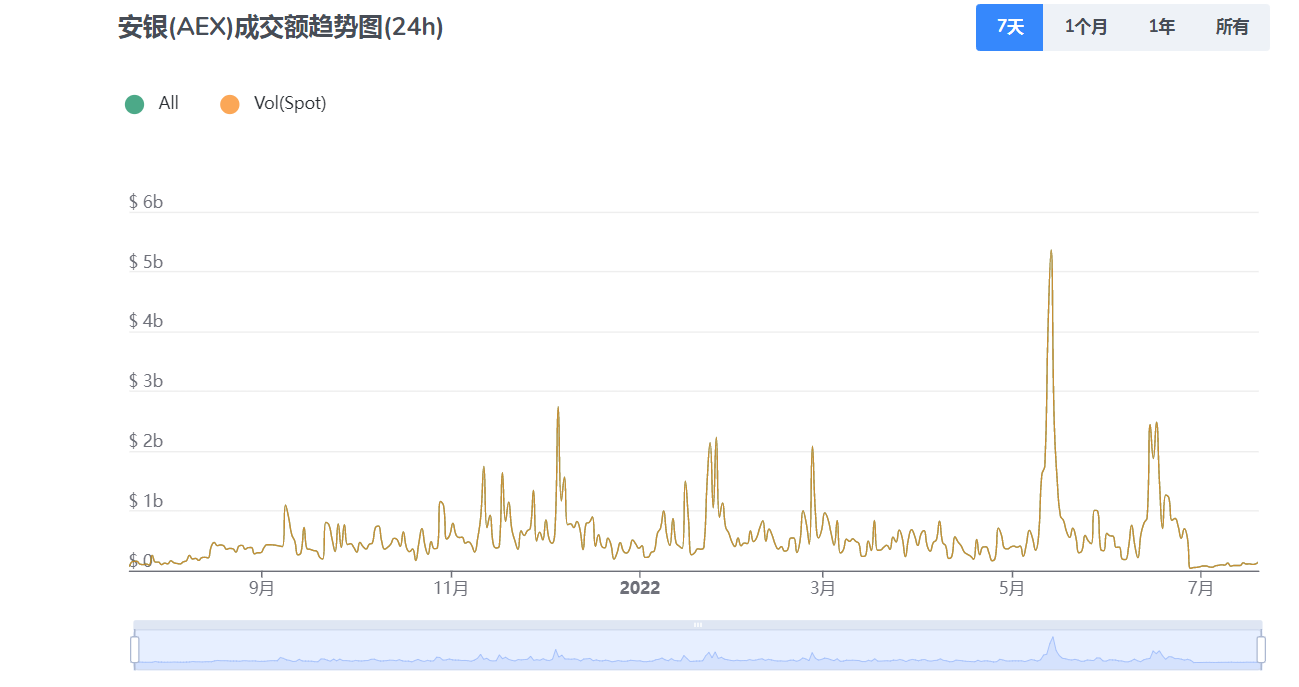 安银(AEX)成交额趋势图(24h)
7天 1个月 1年 所有
All Vol(Spot)
$ 6b
$ 5b
$ 4b
$ 3b
$ 2b
$ 1b
$ 0
9月 11月 2022 3月 5月 7月